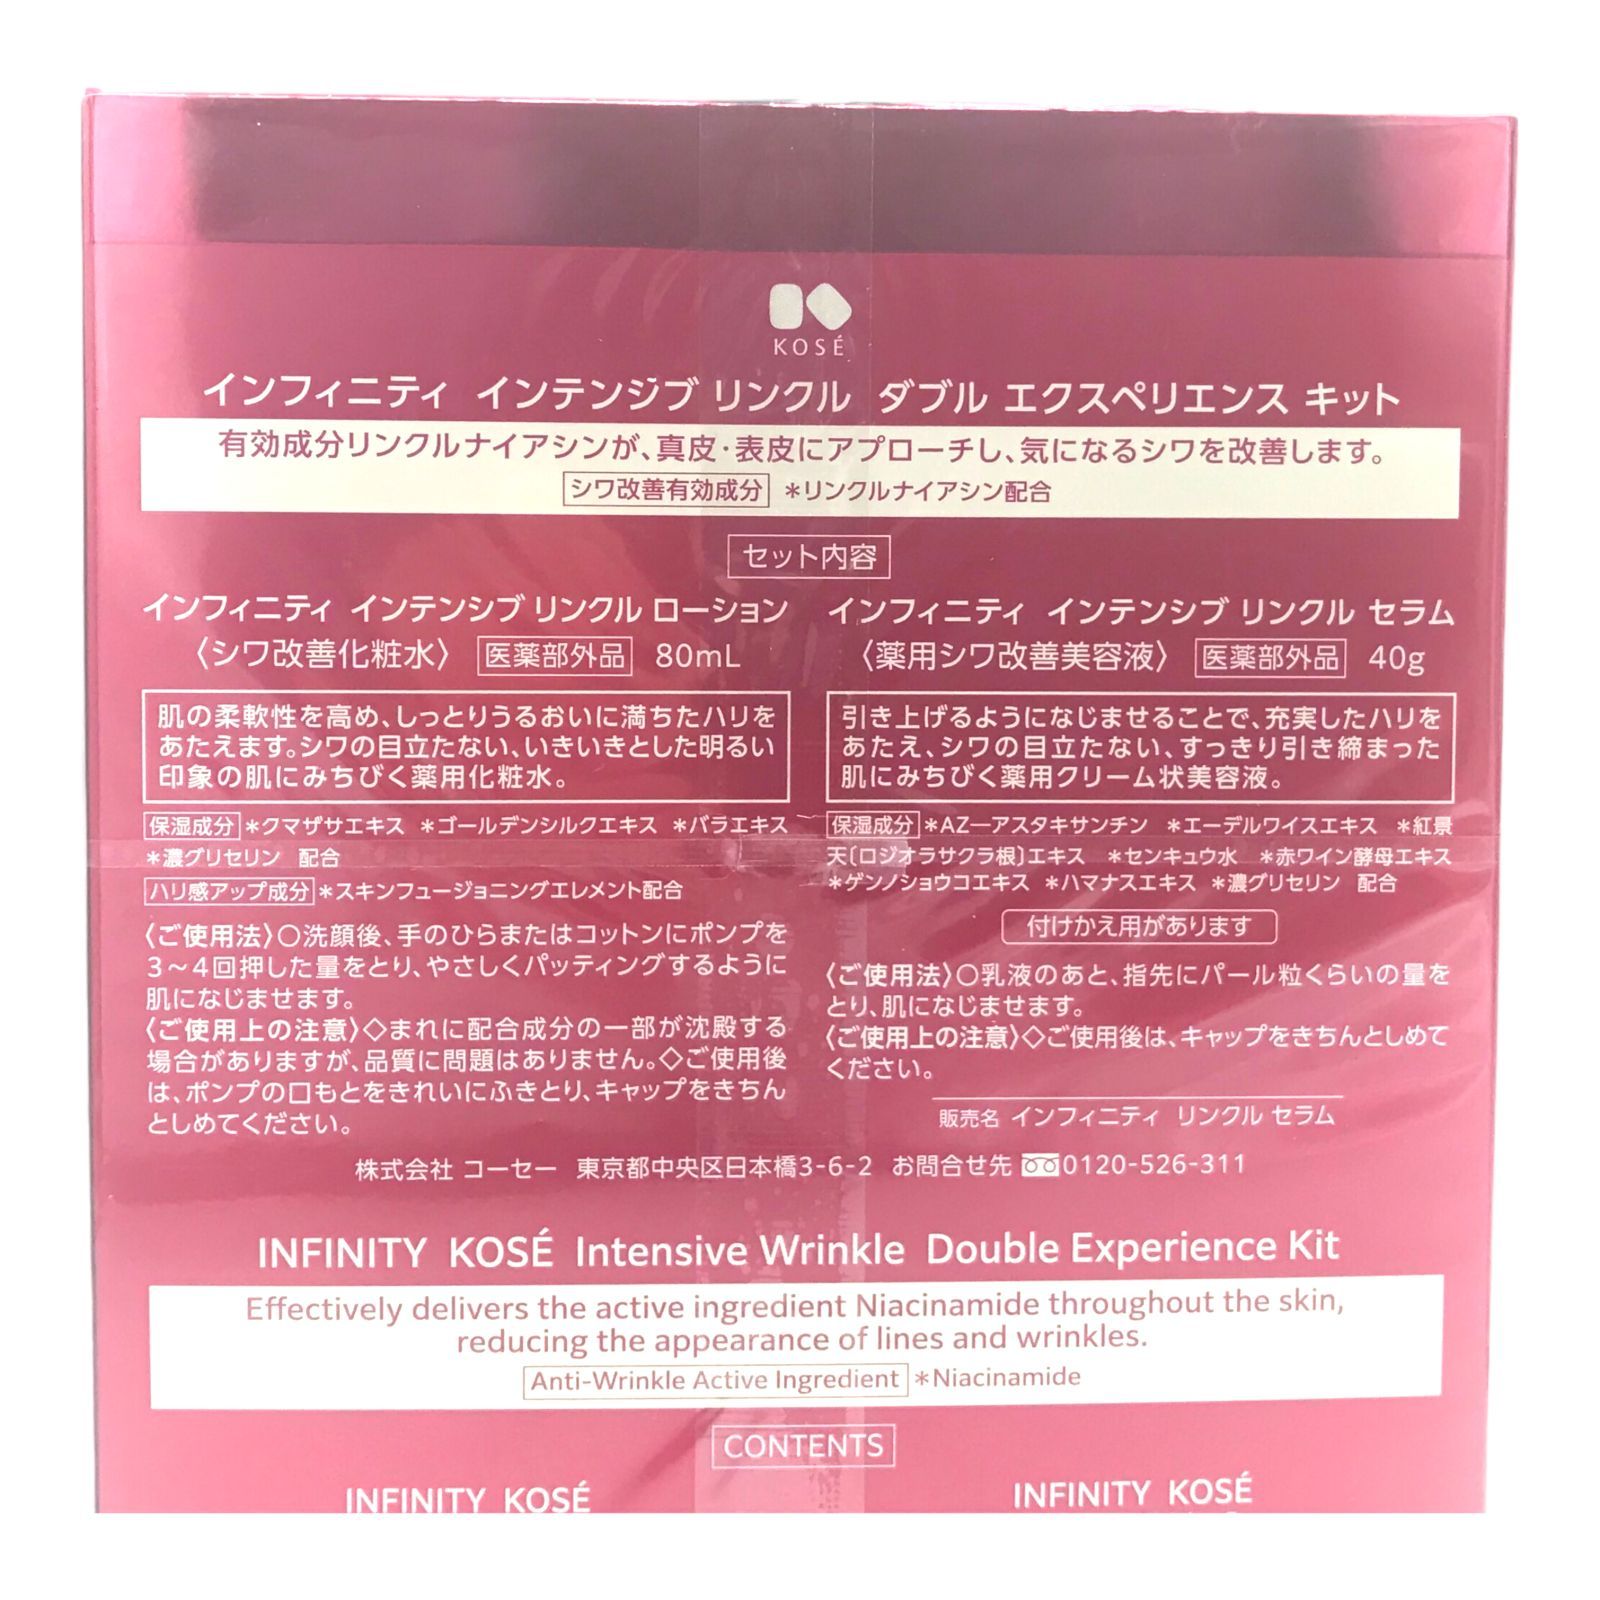 KOSÉ
インフィニティ インテンシブ リンクル ダブル エクスペリエンス キット
有効成分リンクルナイアシンが、真皮・表皮にアプローチし、気になるシワを改善します。
シワ改善有効成分 *リンクルナイアシン配合
セット内容
インフィニティ インテンシブ リンクル ローション
〈シワ改善化粧水〉 医薬部外品 80mL
肌の柔軟性を高め、しっとりうるおいに満ちたハリを
あたえます。シワの目立たない、いきいきとした明るい
印象の肌にみちびく薬用化粧水。
保湿成分 *クマザサエキス *ゴールデンシルクエキス *バラエキス
*濃グリセリン 配合
ハリ感アップ成分 *スキンフュージョニングエレメント配合
〈ご使用法〉○洗顔後、手のひらまたはコットンにポンプを
3～4回押した量をとり、やさしくパッティングするように
肌になじませます。
〈ご使用上の注意〉◇まれに配合成分の一部が沈殿する
場合がありますが、品質に問題はありません。◇ご使用後
は、ポンプの口もとをきれいにふきとり、キャップをきちん
としめてください。
インフィニティ インテンシブ リンクル セラム
〈薬用シワ改善美容液〉 医薬部外品 40g
引き上げるようになじませることで、充実したハリを
あたえ、シワの目立たない、すっきり引き締まった
肌にみちびく薬用クリーム状美容液。
保湿成分 *AZ—アスタキサンチン *エーデルワイスエキス *紅景
天〔ロジオラサクラ根〕エキス *センキュウ水 *赤ワイン酵母エキス
*ゲンノショウコエキス *ハマナスエキス *濃グリセリン 配合
付けかえ用があります
〈ご使用法〉○乳液のあと、指先にパール粒くらいの量を
とり、肌になじませます。
〈ご使用上の注意〉◇ご使用後は、キャップをきちんとしめて
ください。
販売名 インフィニティ リンクル セラム
株式会社 コーセー 東京都中央区日本橋3-6-2 お問合せ先 0120-526-311
INFINITY KOSÉ Intensive Wrinkle Double Experience Kit
Effectively delivers the active ingredient Niacinamide throughout the skin,
reducing the appearance of lines and wrinkles.
Anti-Wrinkle Active Ingredient *Niacinamide
CONTENTS
INFINITY KOSÉ
INFINITY KOSÉ